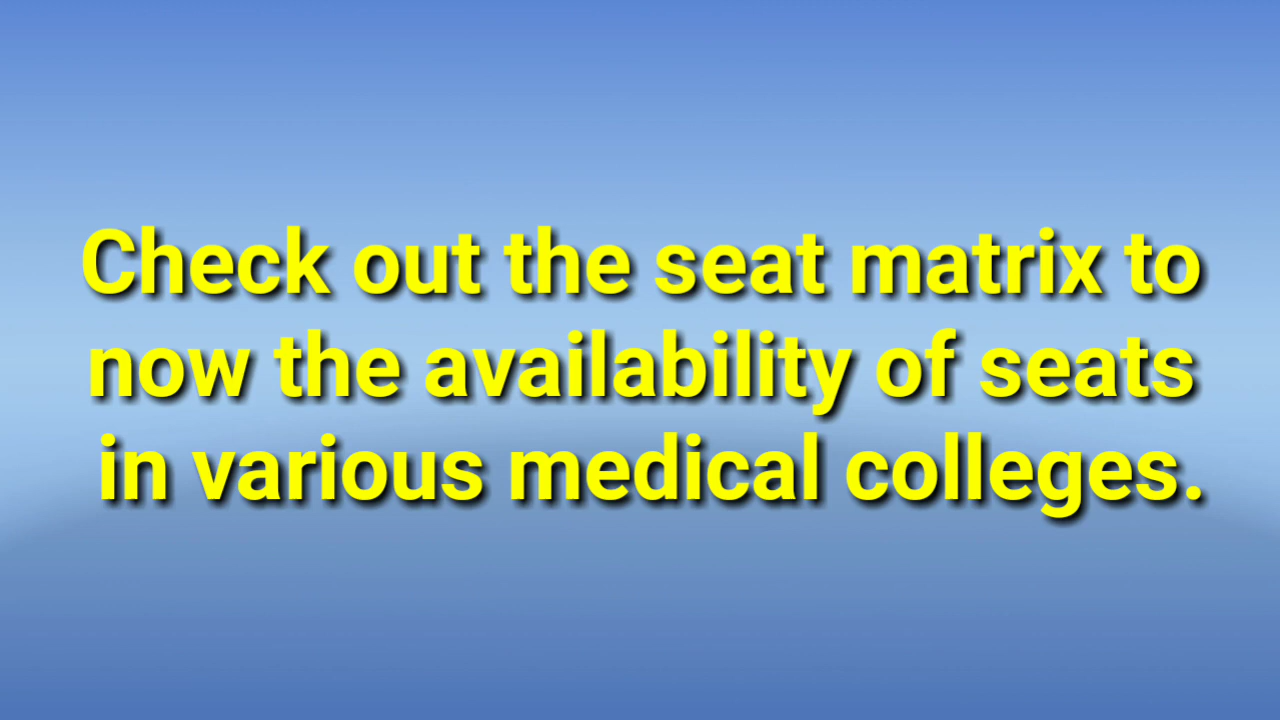 Check out the seat matrix to
now the availability of seats
in various medical colleges.